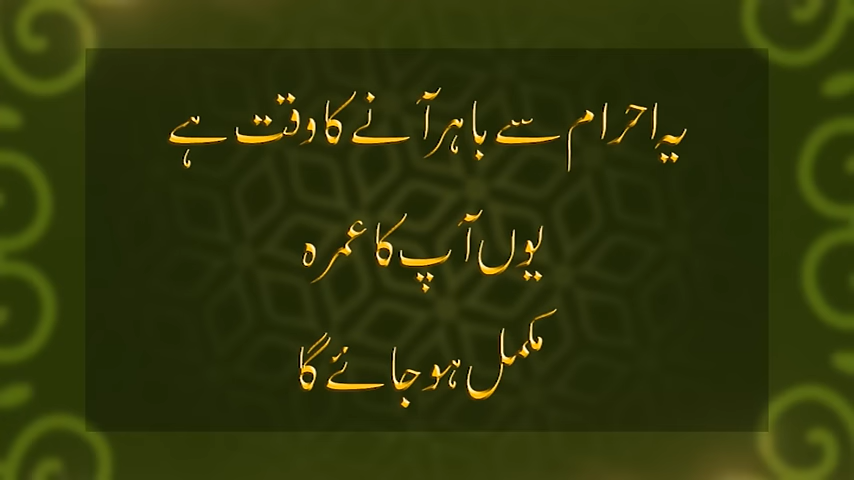 یہ احرام سے باہر آنے کا وقت ہے
یوں آپ کا عمرہ
مکمل ہو جائے گا